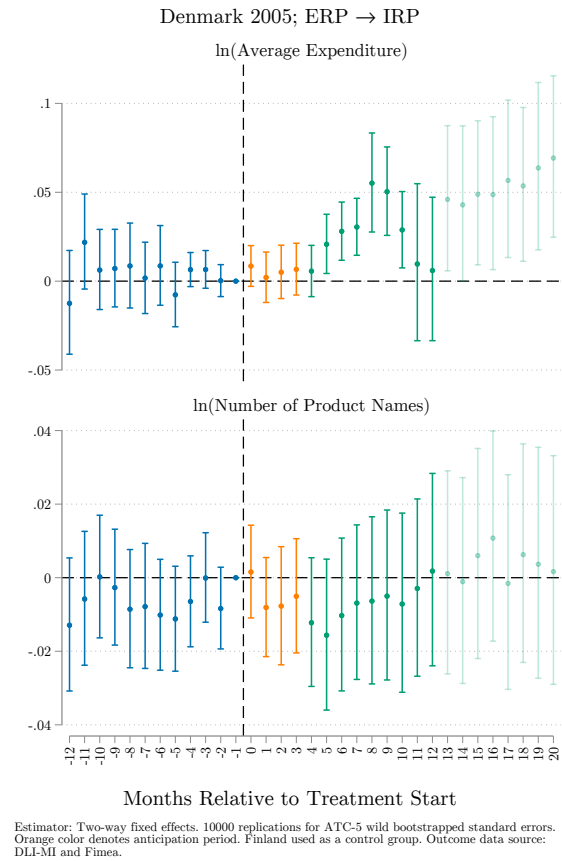 Denmark 2005; ERP → IRP
ln(Average Expenditure)
.1
.05
0
-.05
ln(Number of Product Names)
.04
.02
0
-.02
-.04
-12 -11 -10 -9 -8 -7 -6 -5 -4 -3 -2 -1 0 1 2 3 4 5 6 7 8 9 10 11 12 13 14 15 16 17 18 19 20
Months Relative to Treatment Start
Estimator: Two-way fixed effects. 10000 replications for ATC-5 wild bootstrapped standard errors.
Orange color denotes anticipation period. Finland used as a control group. Outcome data source:
DLI-MI and Fimea.